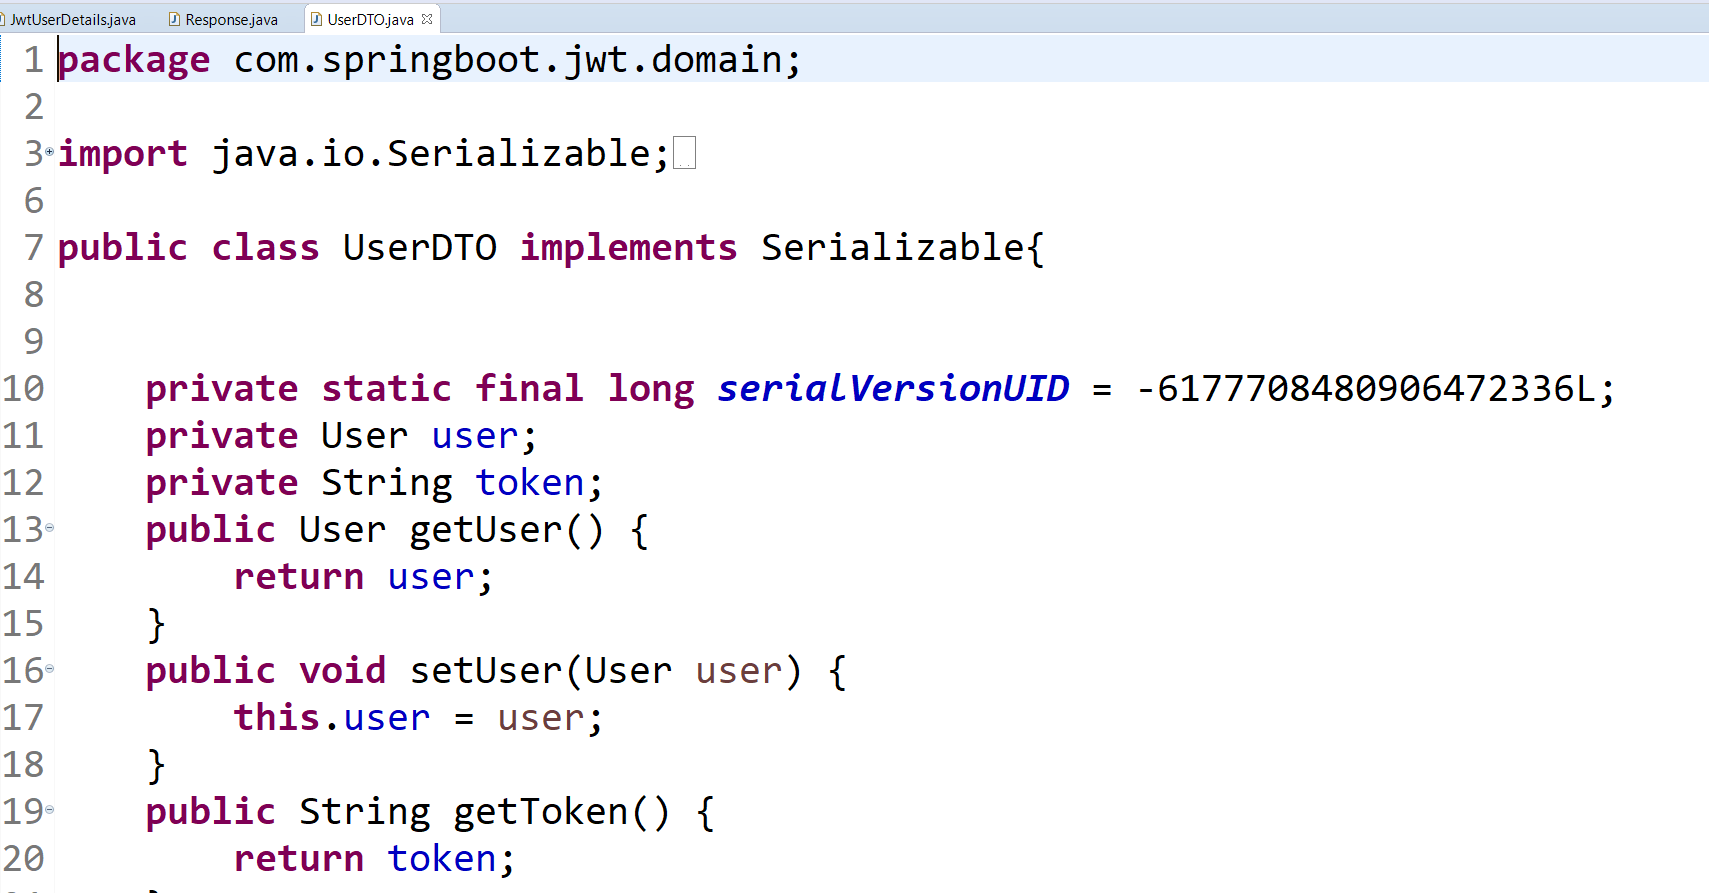 JwtUserDetails.java Response.java UserDTO.java
1 package com.springboot.jwt.domain;
2
3 import java.io.Serializable;
6
7 public class UserDTO implements Serializable{
8
9
10 private static final long serialVersionUID = -6177708480906472336L;
11 private User user;
12 private String token;
13 public User getUser() {
14 return user;
15 }
16 public void setUser(User user) {
17 this.user = user;
18 }
19 public String getToken() {
20 return token;